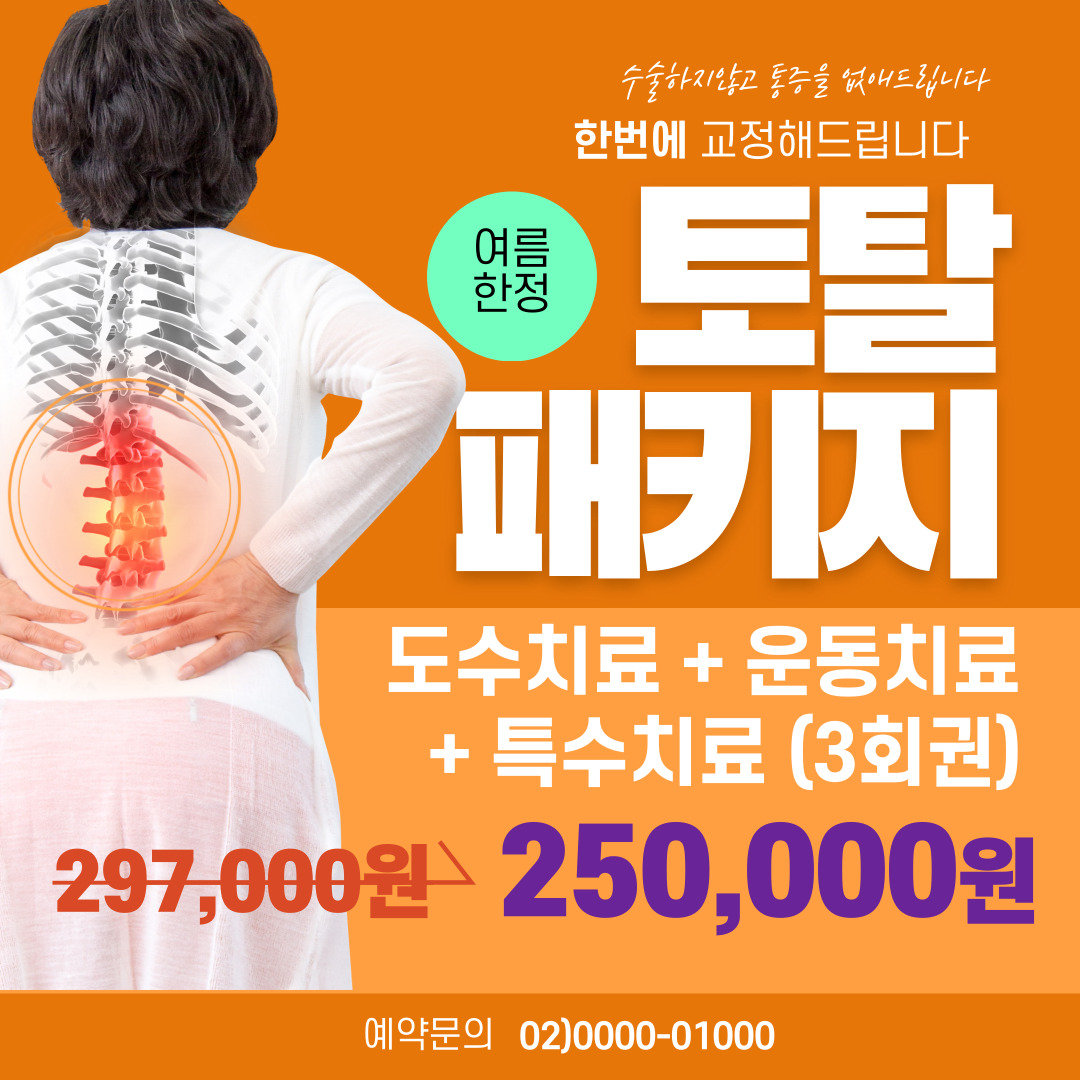 수술하지않고 통증을 없애드립니다
한번에 교정해드립니다
여름
한정
토탈
패키지
도수치료 + 운동치료
+ 특수치료 (3회권)
297,000원
250,000원
예약문의 02)0000-01000